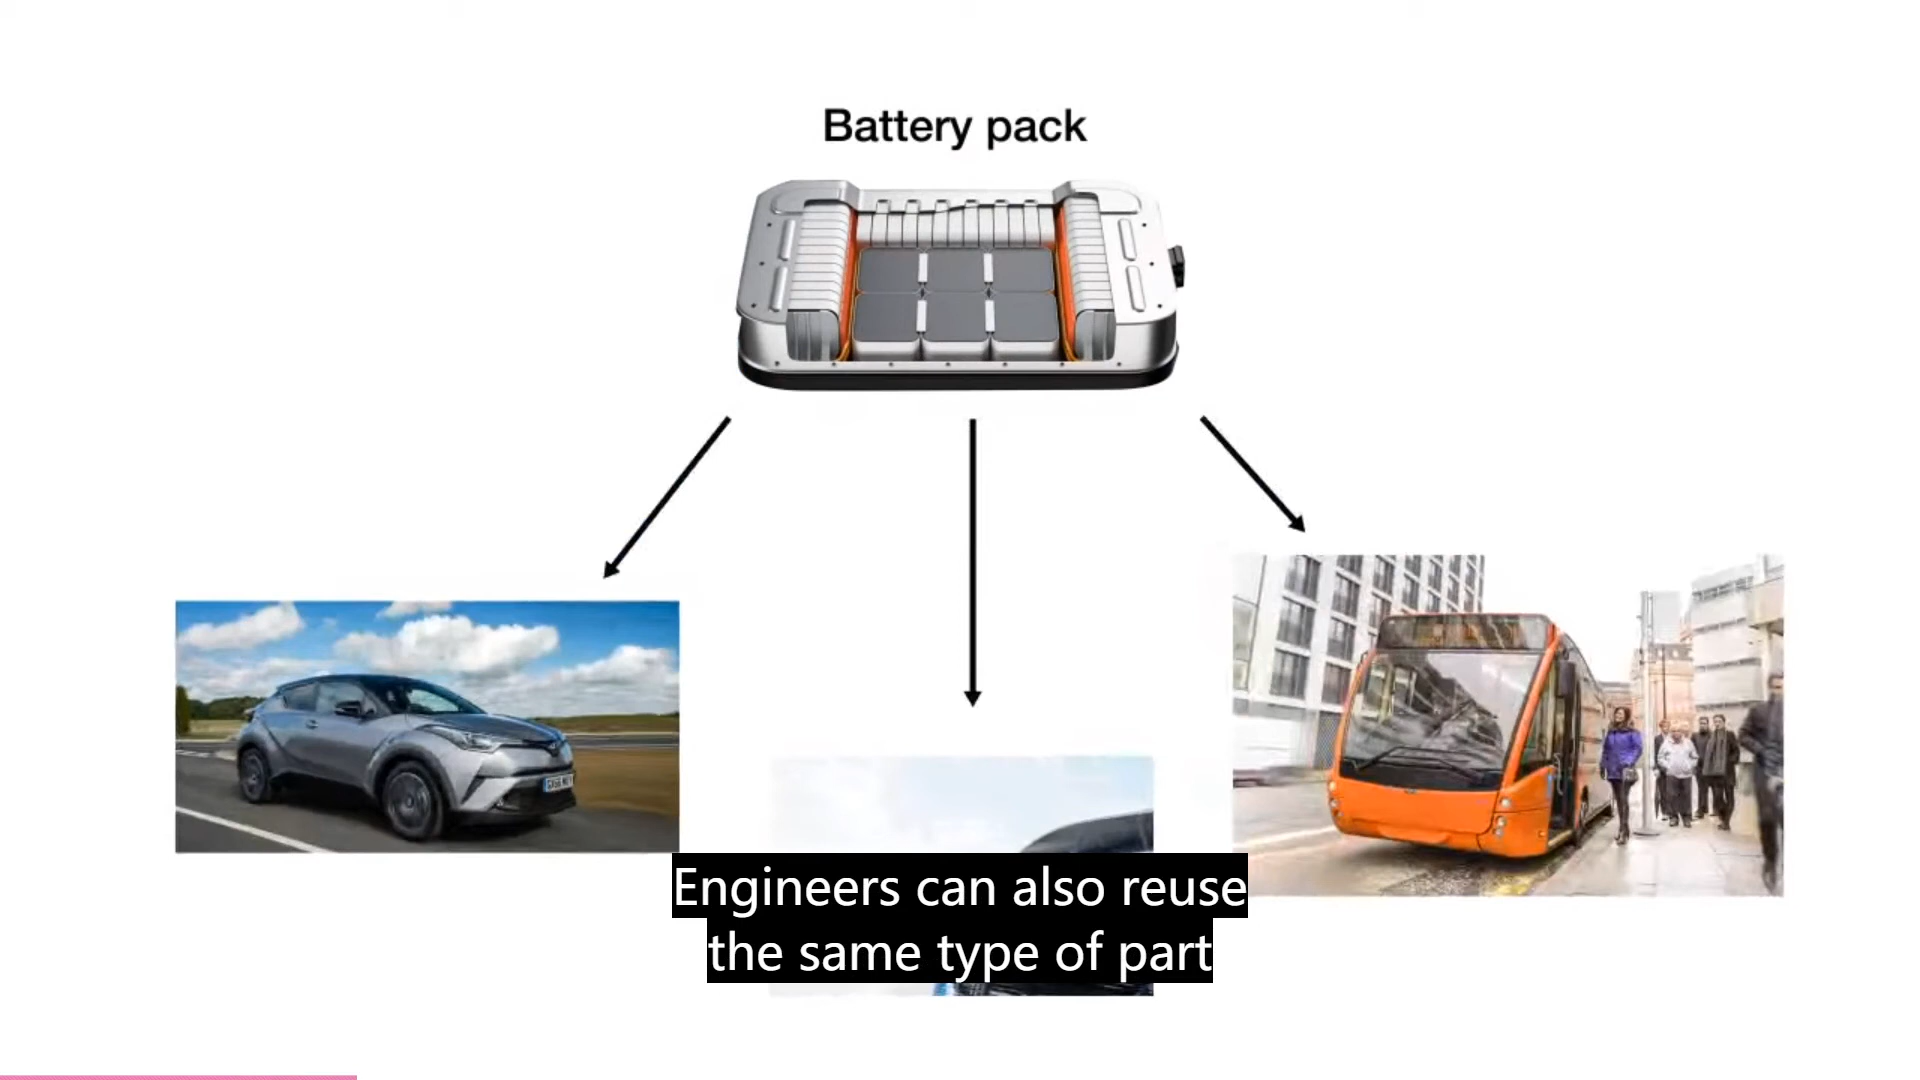 Battery pack
Engineers can also reuse
the same type of part